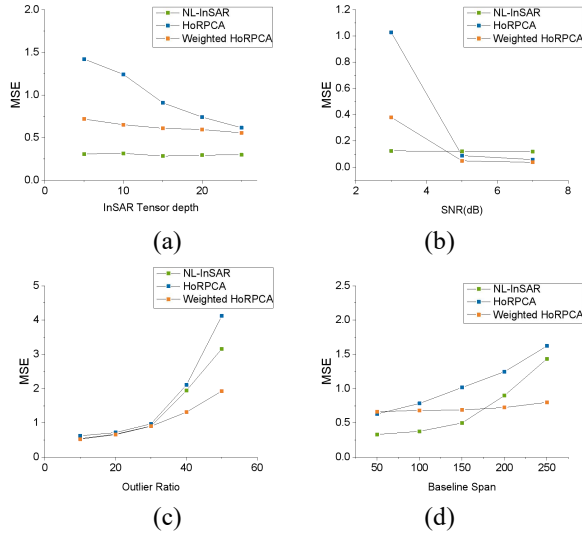 NL-InSAR
HoRPCA
Weighted HoRPCA
MSE
2.0
1.5
1.0
0.5
0.0
10
20
InSAR Tensor depth
(a)
NL-InSAR
HoRPCA
Weighted HoRPCA
MSE
1.2
1.0
0.8
0.6
0.4
0.2
0.0
2
4
6
8
SNR(dB)
(b)
NL-InSAR
HoRPCA
Weighted HoRPCA
MSE
5
4
3
2
1
0
0
20
40
60
Outlier Ratio
(c)
NL-InSAR
HoRPCA
Weighted HoRPCA
MSE
2.5
2.0
1.5
1.0
0.5
0.0
50
100
150
200
250
Baseline Span
(d)